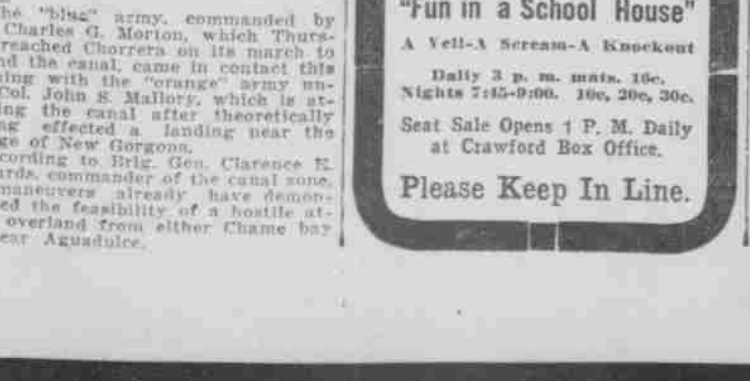 he "blue" army, commanded by
Charles G. Morton, which Thurs-
reached Chorrera on its march to
nd the canal, came in contact this
ing with the "orange" army un-
Col. John S. Mallory, which is at-
ing the canal after theoretically
ng effected a landing near the
ge of New Gorgona.
cording to Brig. Gen. Clarence E.
ards, commander of the canal zone,
maneuvers already have demon-
ed the feasibility of a hostile at-
overland from either Chame bay
ear Aguadulce.
"Fun in a School House"
A Yell-A Scream-A Knockout
Daily 3 p. m. mats. 10c.
Nights 7:45-9:00. 10c, 20c, 30c.
Seat Sale Opens 1 P. M. Daily
at Crawford Box Office.
Please Keep In Line.